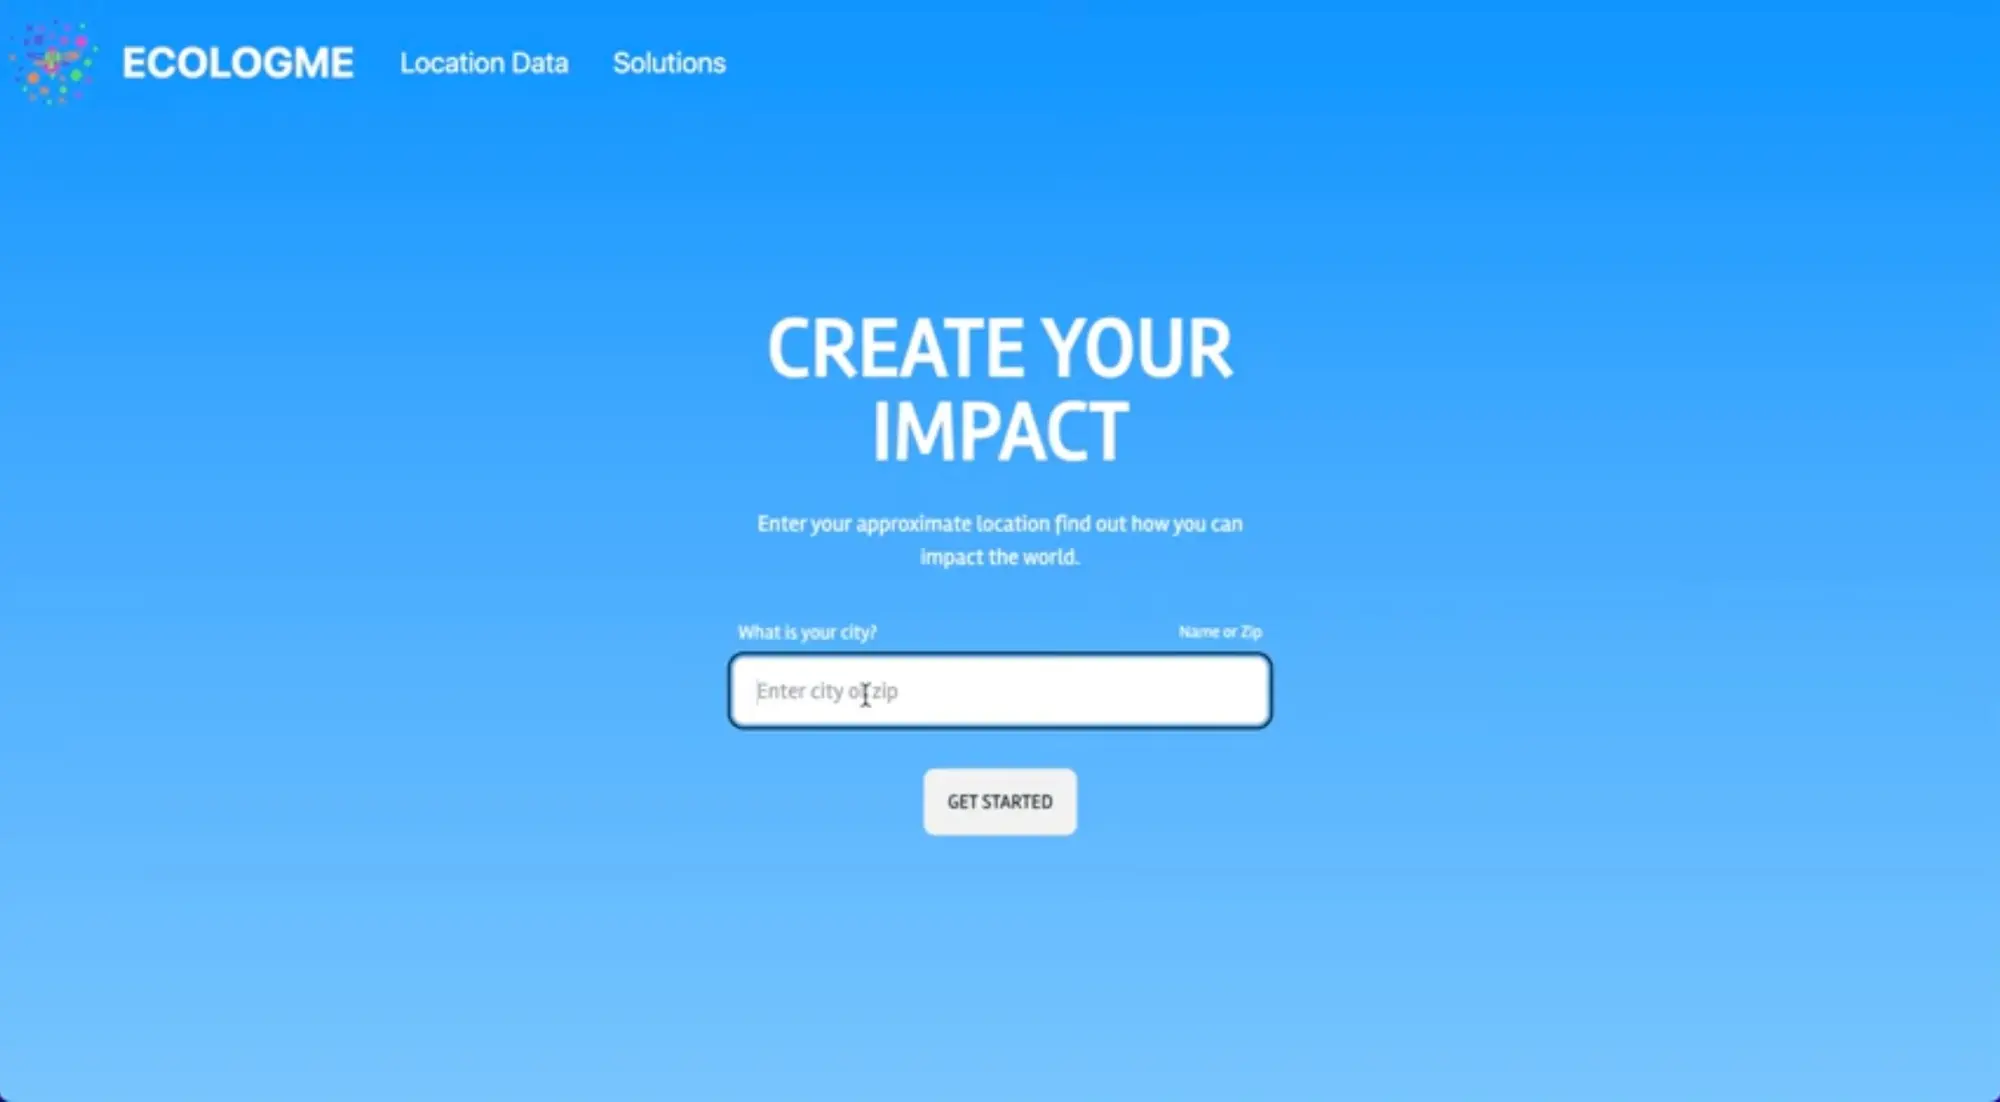 ECOLOGME Location Data Solutions
CREATE YOUR
IMPACT
Enter your approximate location find out how you can
impact the world.
What is your city? Name or Zip
Enter city or zip
GET STARTED